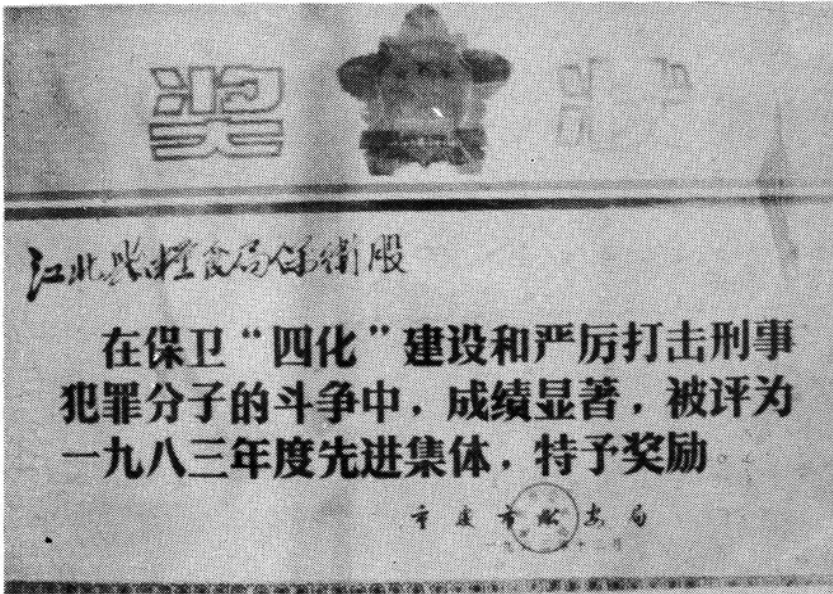 奖
江北县粮食局保卫股
在保卫“四化”建设和严厉打击刑事
犯罪分子的斗争中，成绩显著，被评为
一九八三年度先进集体，特予奖励
重庆市公安局